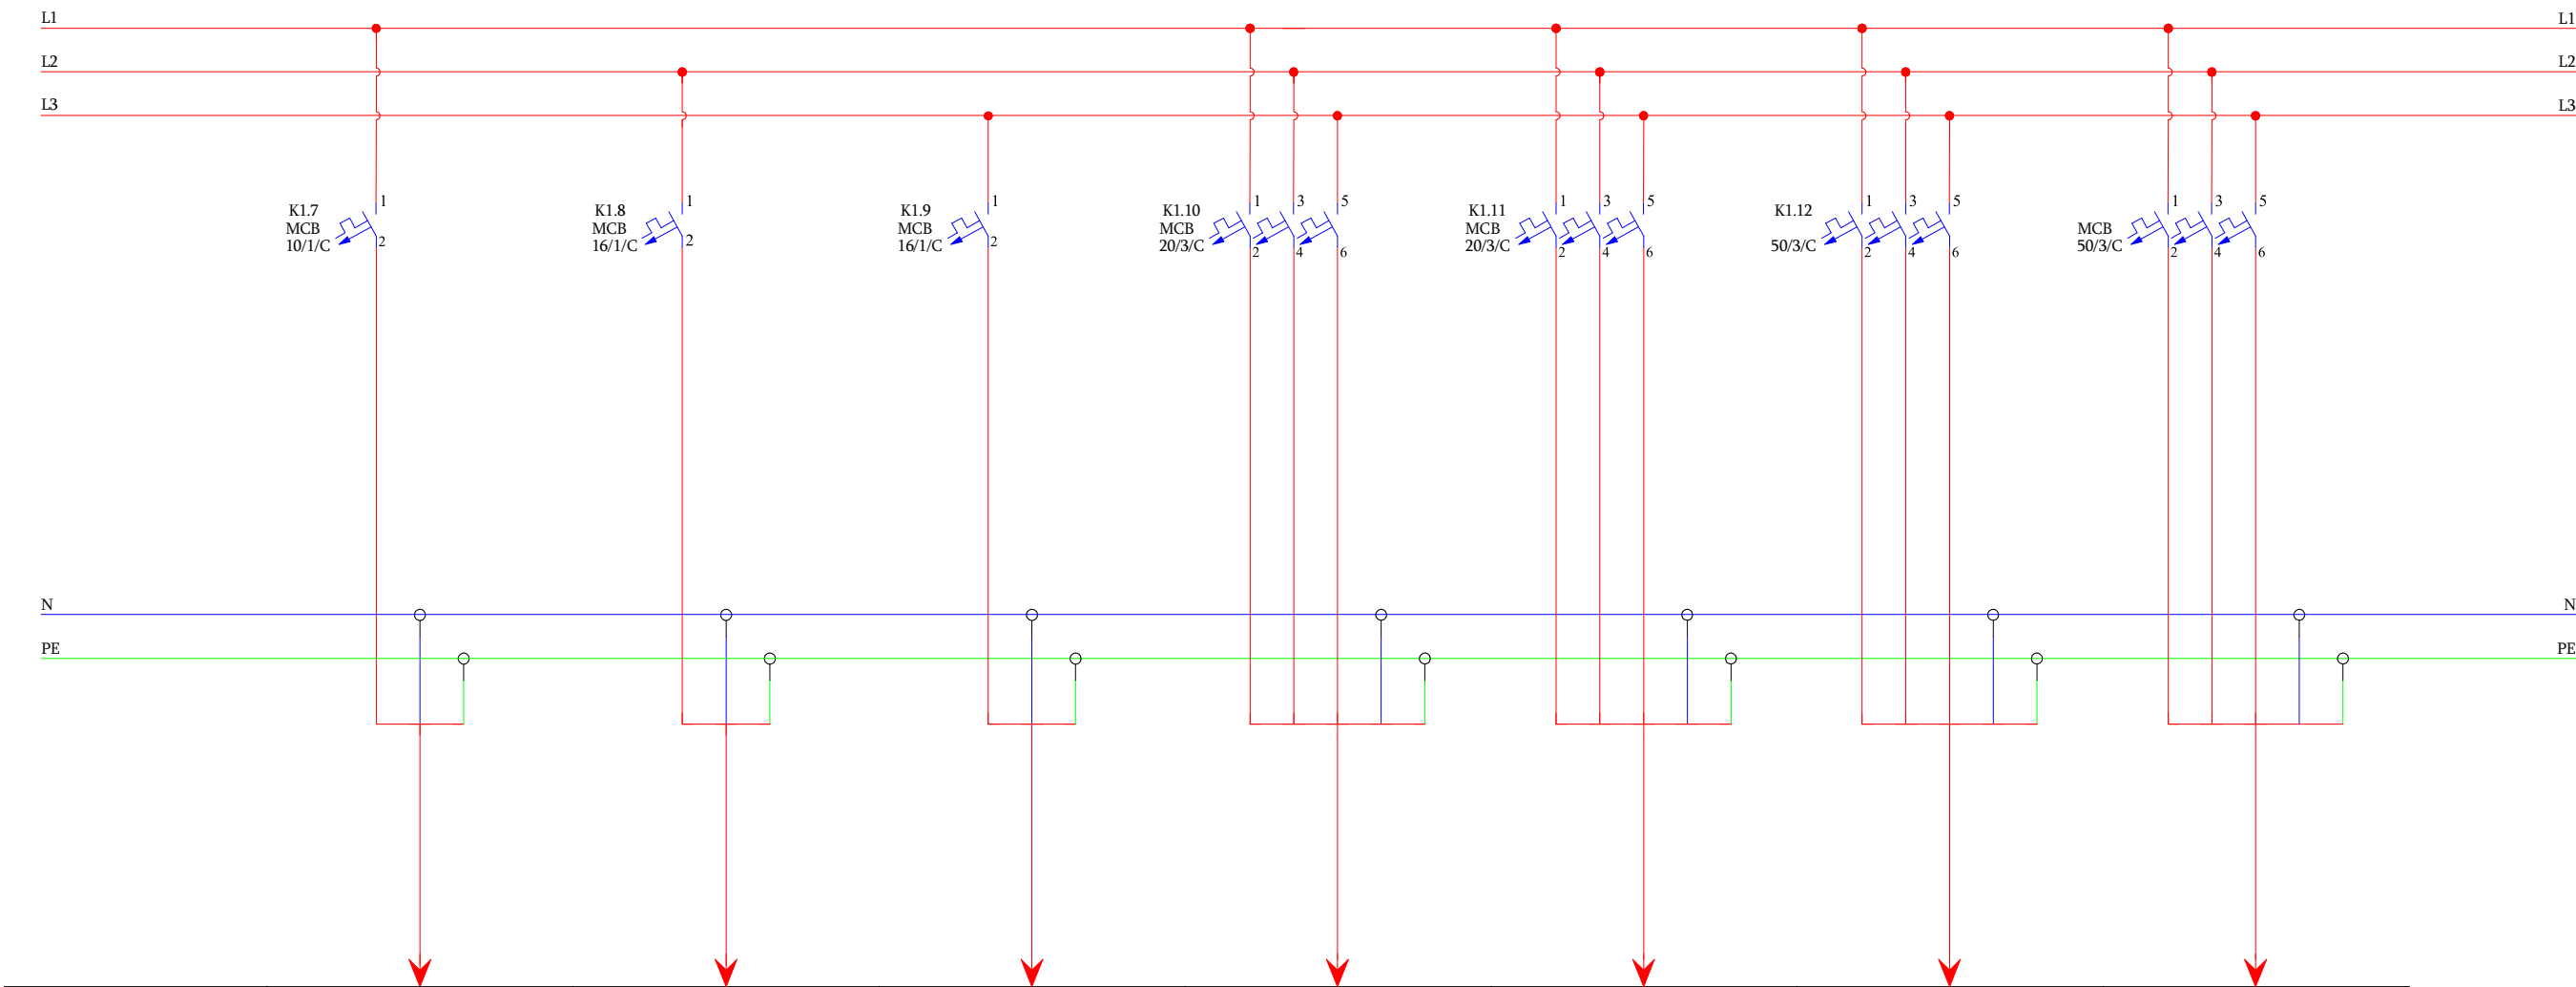 L1 L1
L2 L2
L3 L3
1 1 1 1 3 5 1 3 5 1 3 5 1 3 5
K1.7 K1.8 K1.9 K1.10 K1.11 K1.12
MCB MCB MCB MCB MCB MCB
2 2 2
10/1/C 16/1/C 16/1/C 20/3/C 20/3/C 50/3/C 50/3/C
2 4 6 2 4 6 2 4 6 2 4 6
N N
PE PE